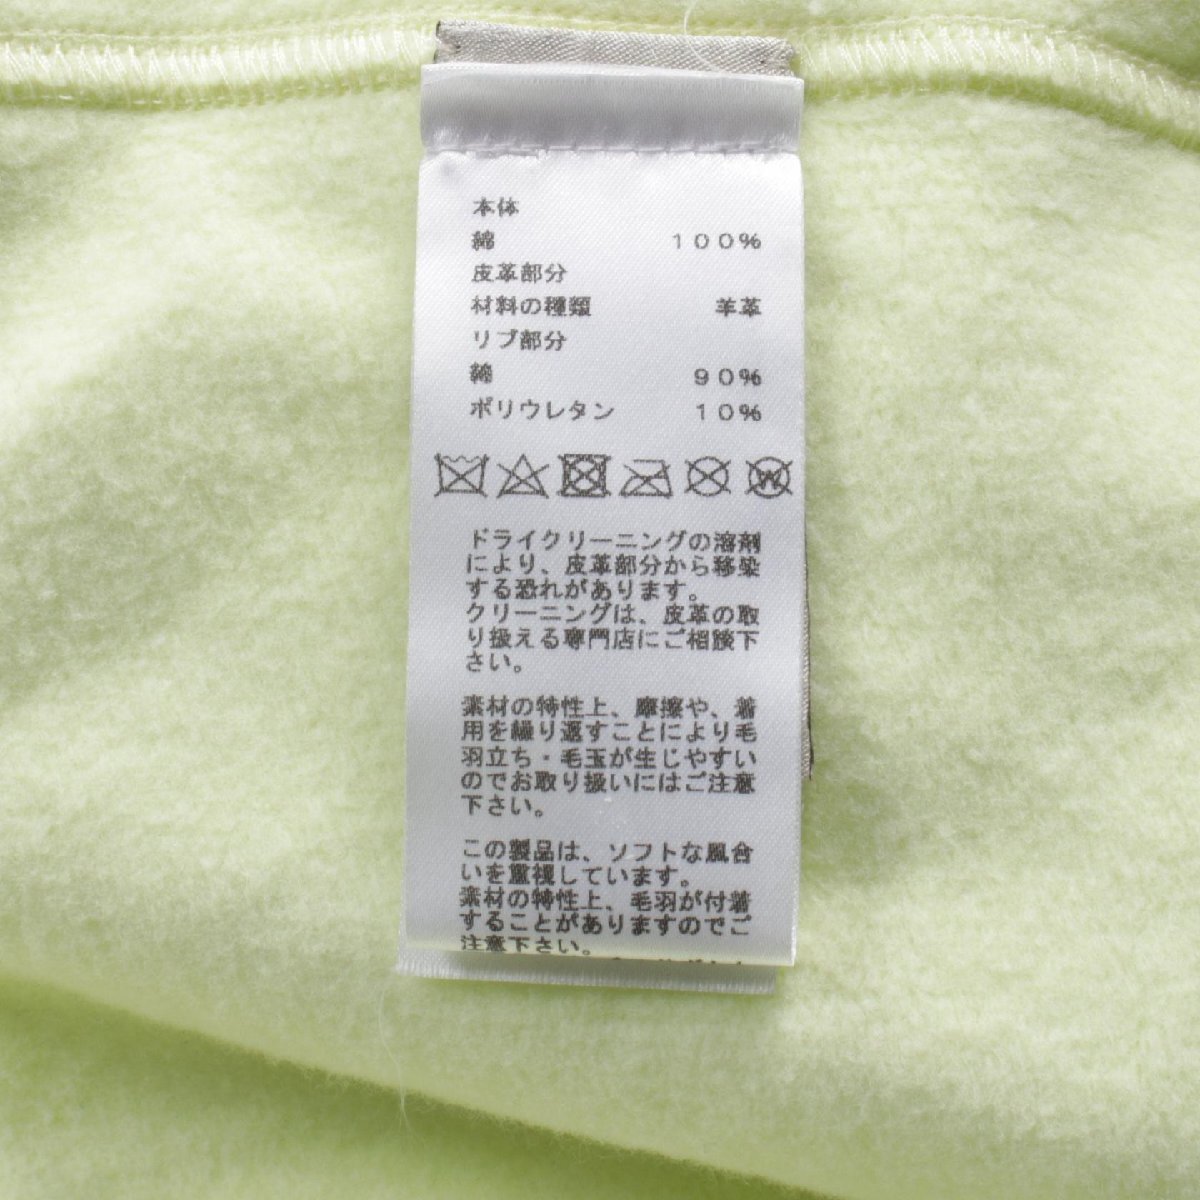 本体
綿 100%
皮革部分
材料の種類 羊革
リブ部分
綿 90%
ポリウレタン 10%
W
ドライクリーニングの溶剤
により、皮革部分から移染
する恐れがあります。
クリーニングは、皮革の取
り扱える専門店にご相談下
さい。
素材の特性上、摩擦や、着
用を繰り返すことにより毛
羽立ち・毛玉が生じやすい
のでお取り扱いにはご注意
下さい。
この製品は、ソフトな風合
いを重視しています。
素材の特性上、毛羽が付着
することがありますのでご
注意下さい。